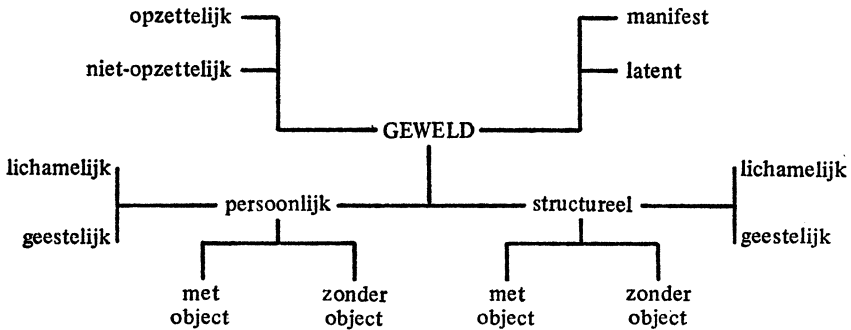 opzettelijk
manifest
niet-opzettelijk
latent
GEWELD
lichamelijk
lichamelijk
persoonlijk
structureel
geestelijk
geestelijk
met
object
zonder
object
met
object
zonder
object